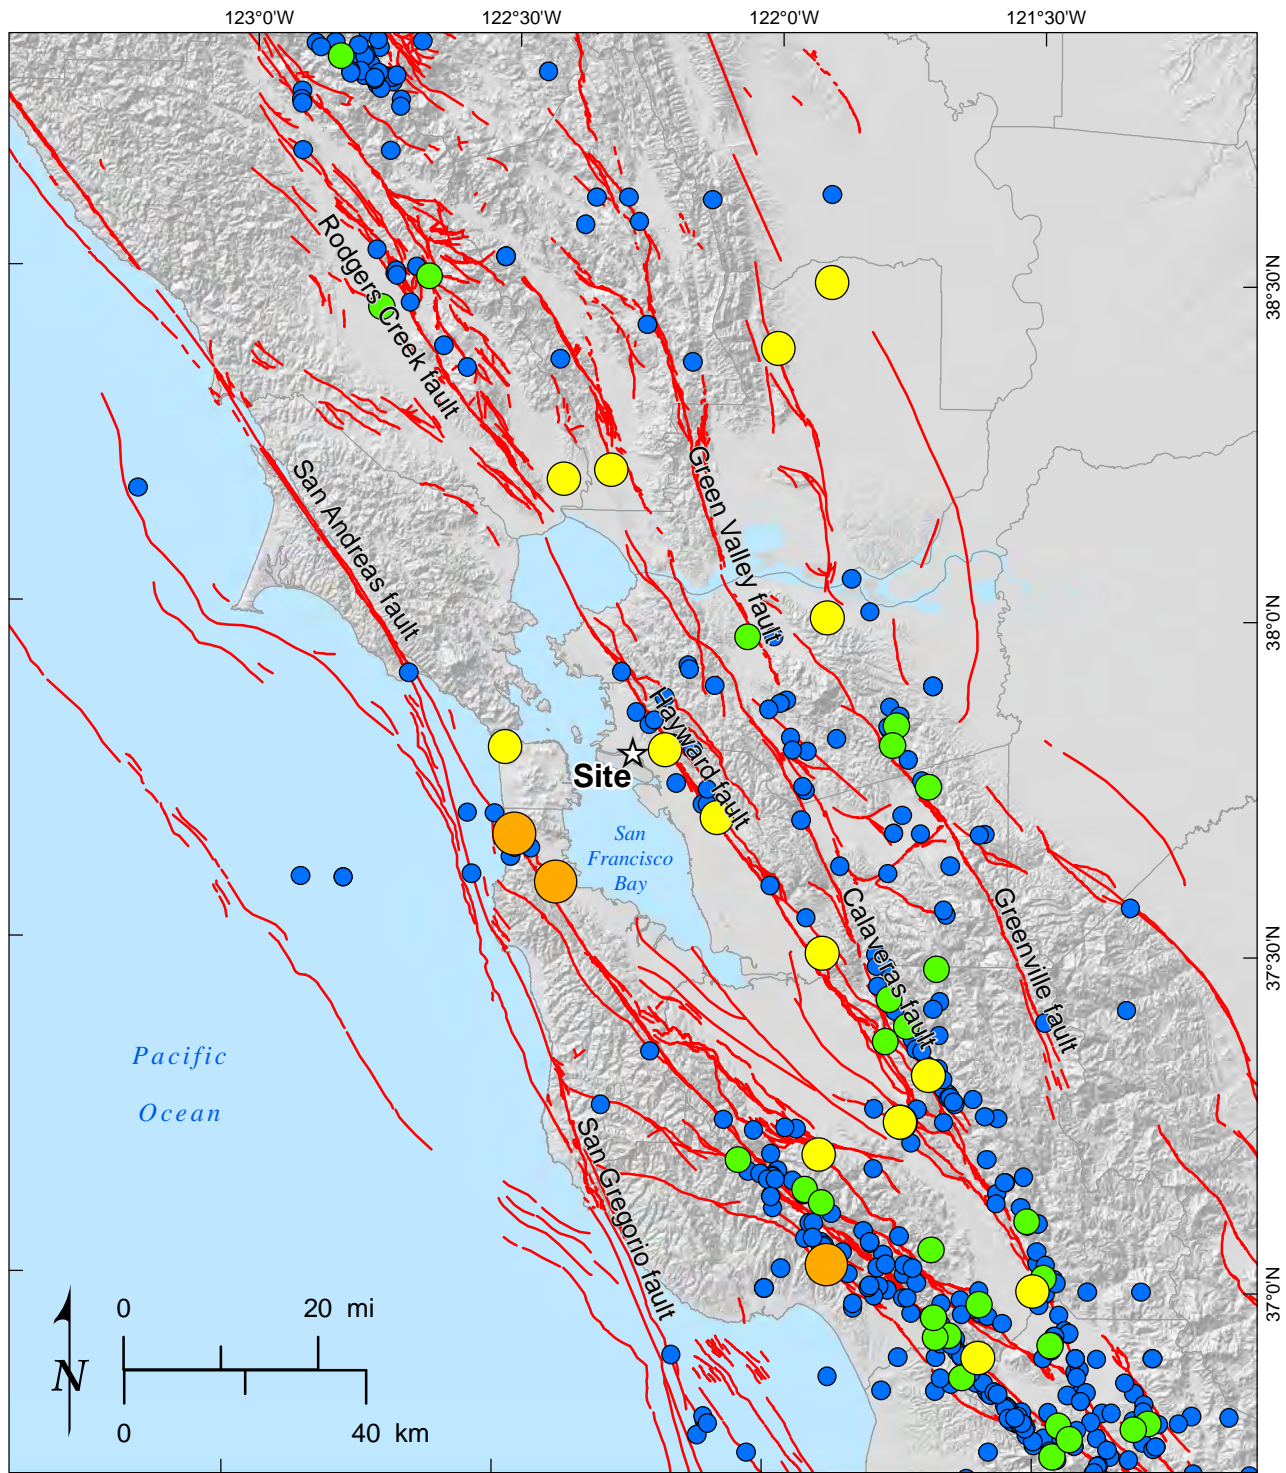 123°0'W
122°30'W
122°0'W
121°30'W
38°30'N
38°0'N
37°30'N
37°0'N
Rodgers Creek fault
San Andreas fault
Green Valley fault
Hayward fault
Site
San
Francisco
Bay
Calaveras fault
Greenville fault
Pacific
Ocean
San Gregorio fault
N
0 20 mi
0 40 km